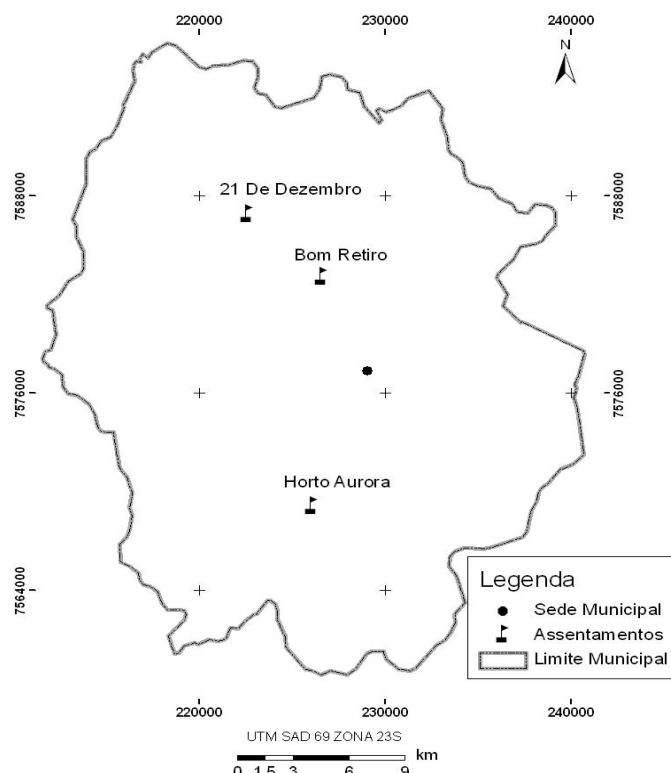 220000 230000 240000
N
21 De Dezembro
7588000 7588000
Bom Retiro
7576000 7576000
Horto Aurora
7564000
Legenda
Sede Municipal
Assentamentos
Limite Municipal
220000 230000 240000
UTM SAD 69 ZONA 23S
km
0 1,5 3 6 9